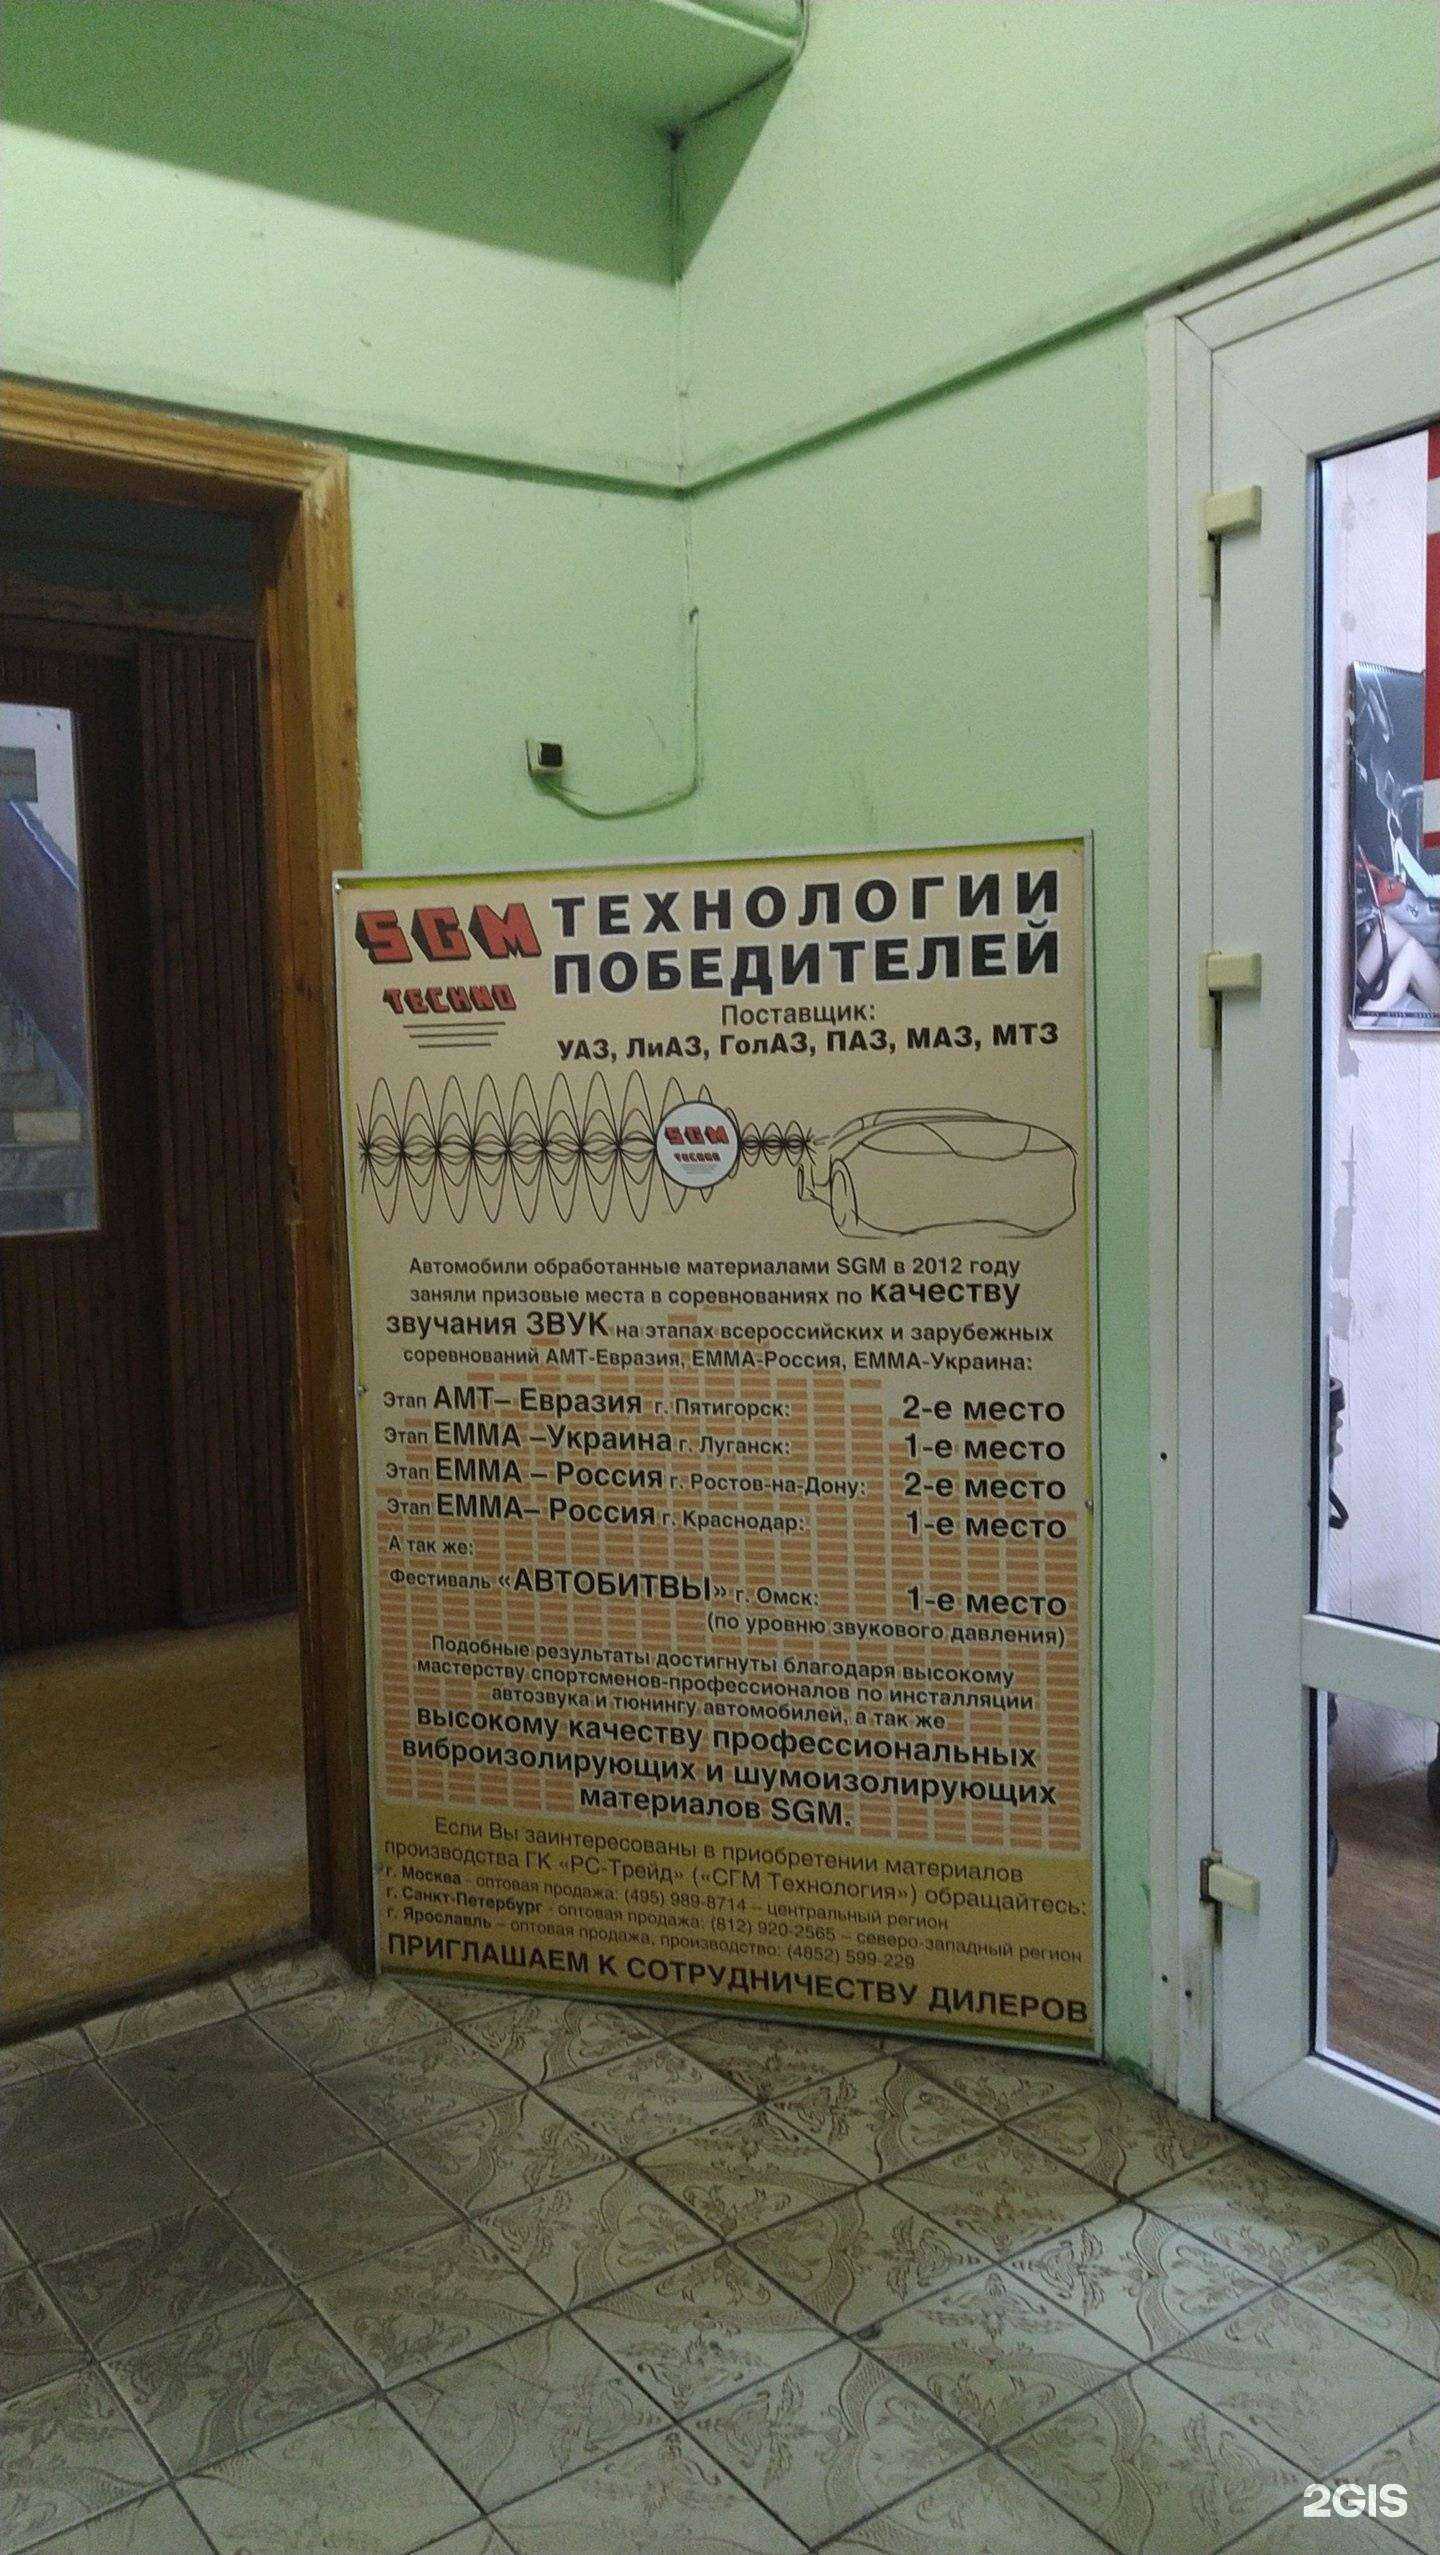 SGM
TECHNO
ТЕХНОЛОГИИ
ПОБЕДИТЕЛЕЙ
Поставщик:
УАЗ, ЛиАЗ, ГолАЗ, ПАЗ, МАЗ, МТЗ
SGM
TECHNO
Автомобили обработанные материалами SGM в 2012 году
заняли призовые места в соревнованиях по качеству
звучания ЗВУК на этапах всероссийских и зарубежных
соревнований АМТ-Евразия, ЕММА-Россия, ЕММА-Украина:
Этап АМТ– Евразия г. Пятигорск: 2-е место
Этап ЕММА –Украина г. Луганск: 1-е место
Этап ЕММА – Россия г. Ростов-на-Дону: 2-е место
Этап ЕММА– Россия г. Краснодар: 1-е место
А так же:
Фестиваль «АВТОБИТВЫ» г. Омск: 1-е место
(по уровню звукового давления)
Подобные результаты достигнуты благодаря высокому
мастерству спортсменов-профессионалов по инсталляции
автозвука и тюнингу автомобилей, а так же
высокому качеству профессиональных
виброизолирующих и шумоизолирующих
материалов SGM.
Если Вы заинтересованы в приобретении материалов
производства ГК «РС-Трейд» («СГМ Технология») обращайтесь:
г. Москва - оптовая продажа: (495) 989-8714 – центральный регион
г. Санкт-Петербург - оптовая продажа: (812) 920-2565 – северо-западный регион
г. Ярославль – оптовая продажа, производство: (4852) 599-229
ПРИГЛАШАЕМ К СОТРУДНИЧЕСТВУ ДИЛЕРОВ
2GIS